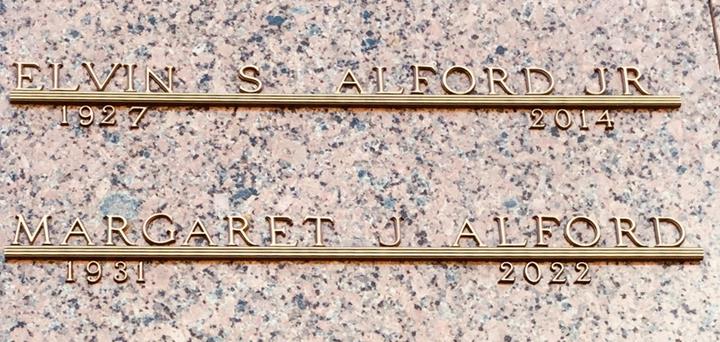 ELVIN S ALFORD JR
1927 2014
MARGARET J ALFORD
1931 2022